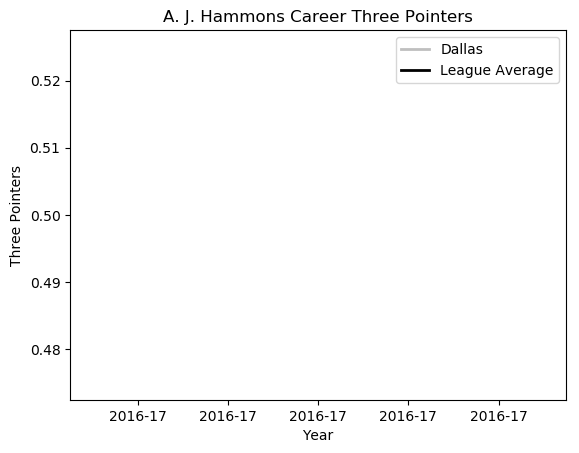 A. J. Hammons Career Three Pointers
Dallas
League Average
0.52
0.51
0.50
0.49
0.48
Three Pointers
2016-17 2016-17 2016-17 2016-17 2016-17
Year